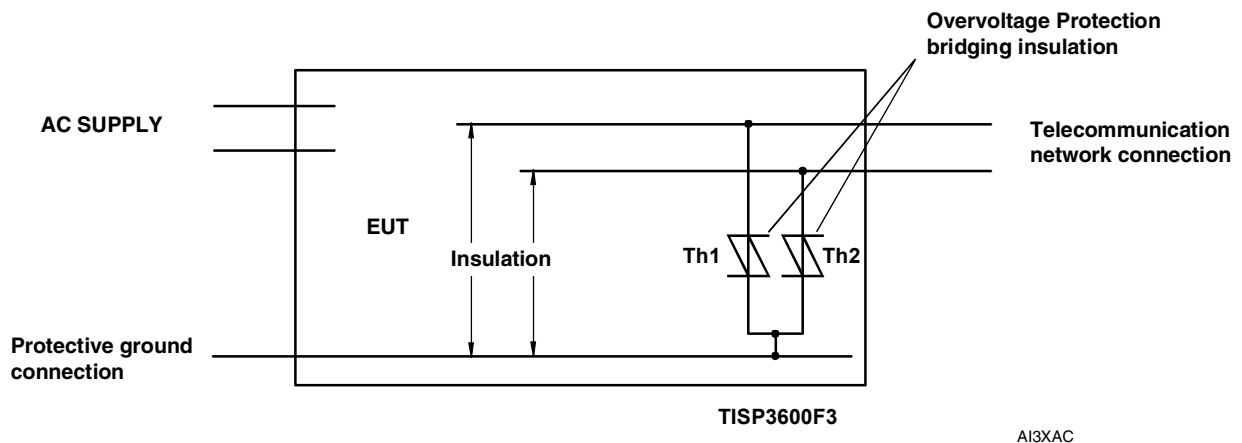 Overvoltage Protection
bridging insulation
AC SUPPLY
Telecommunication
network connection
EUT
Insulation
Th1
Th2
Protective ground
connection
TISP3600F3
AI3XAC